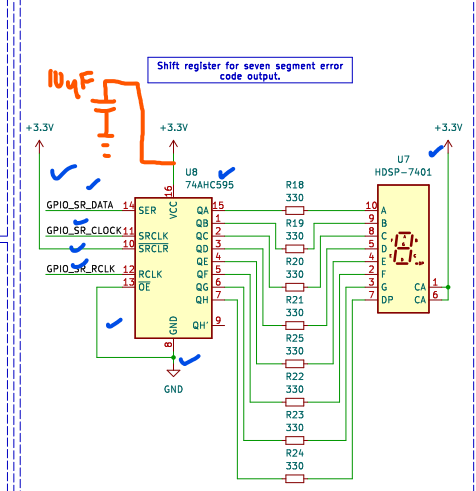 10uF
Shift register for seven segment error
code output.
+3.3V
+3.3V
+3.3V
U8
74AHC595
U7
HDSP-7401
16
VCC
GPIO_SR_DATA 14 SER
GPIO_SR_CLOCK 11 SRCLK
10 SRCLR
GPIO_SR_RCLK 12 RCLK
13 OE
QA 15
QB 1
QC 2
QD 3
QE 4
QF 5
QG 6
QH 7
QH' 9
GND
8
GND
R18
330
R19
330
R20
330
R21
330
R25
330
R22
330
R23
330
R24
330
10 A
9 B
8 C
5 D
4 E
2 F
3 G
7 DP
CA 1
CA 6